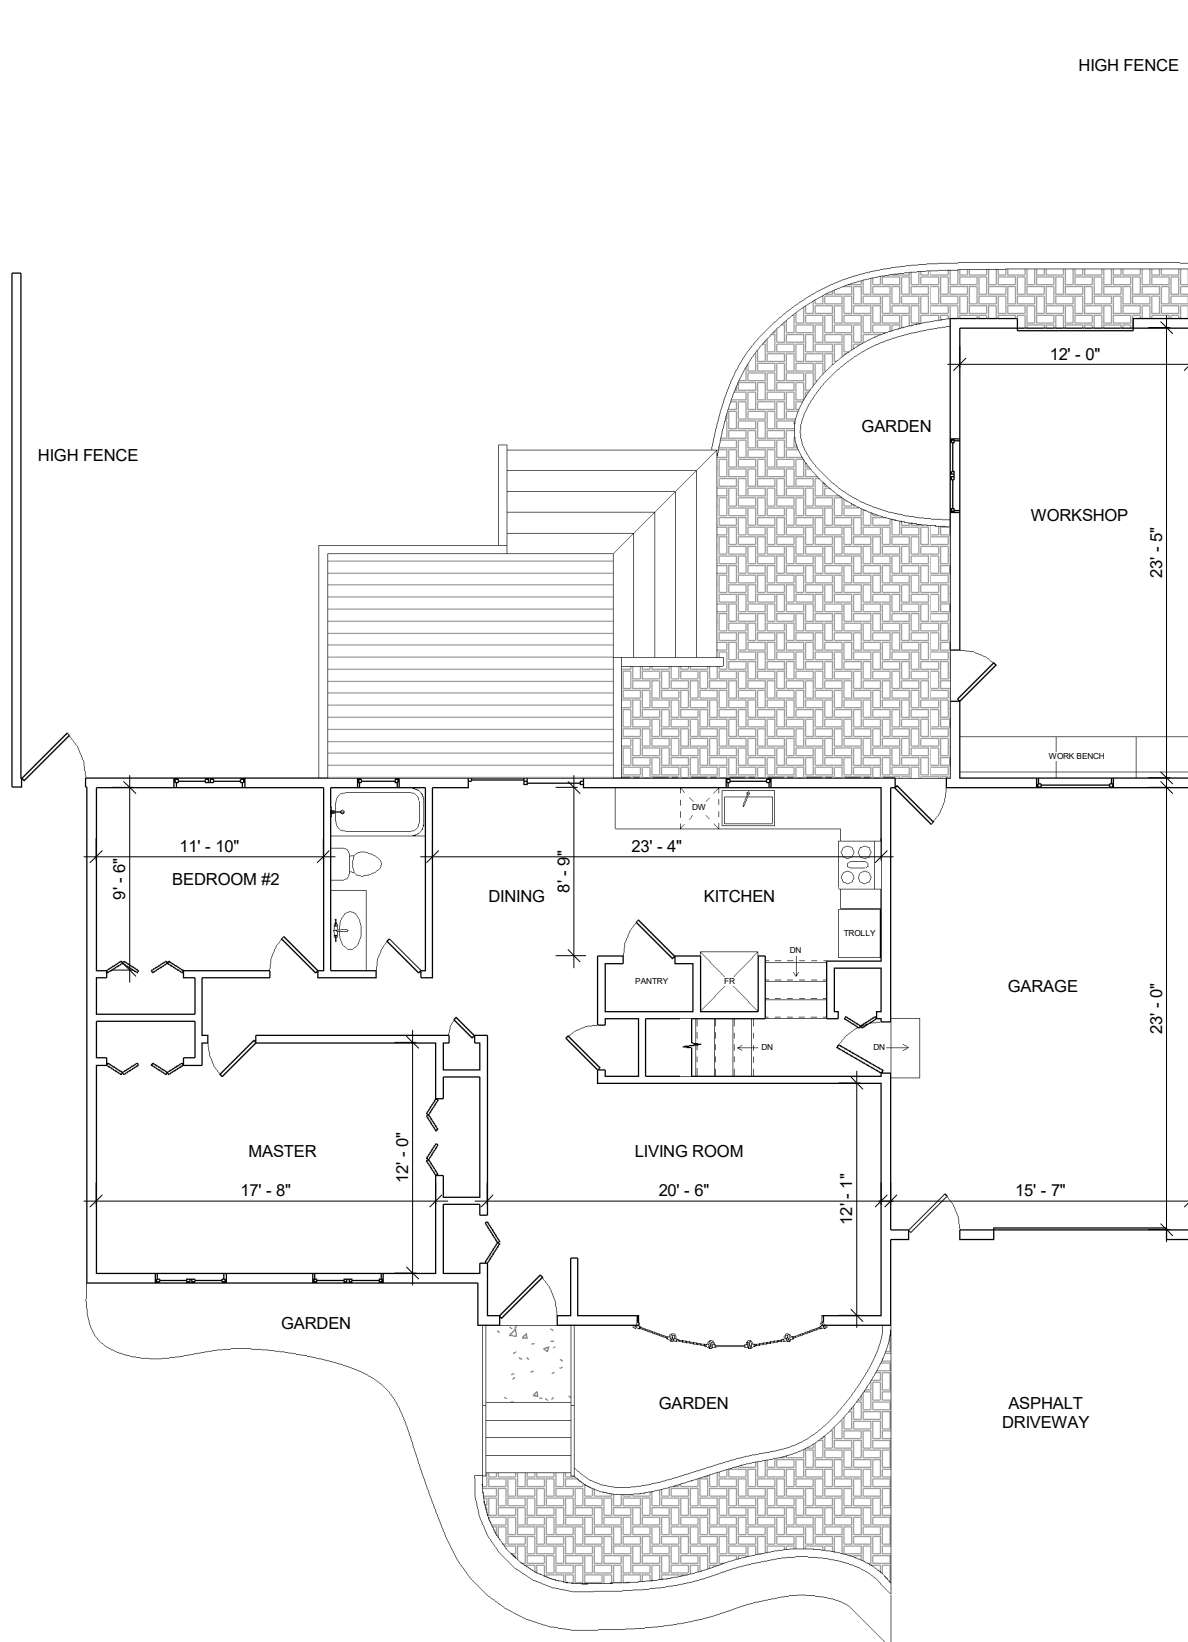 HIGH FENCE
12' - 0"
GARDEN
HIGH FENCE
WORKSHOP
23' - 5"
WORK BENCH
DW
11' - 10"
23' - 4"
9' - 6"
8' - 9"
BEDROOM #2
DINING
KITCHEN
TROLLY
DN
PANTRY
FR
GARAGE
23' - 0"
DN
DN
MASTER
12' - 0"
LIVING ROOM
17' - 8"
20' - 6"
12' - 1"
15' - 7"
GARDEN
GARDEN
ASPHALT
DRIVEWAY